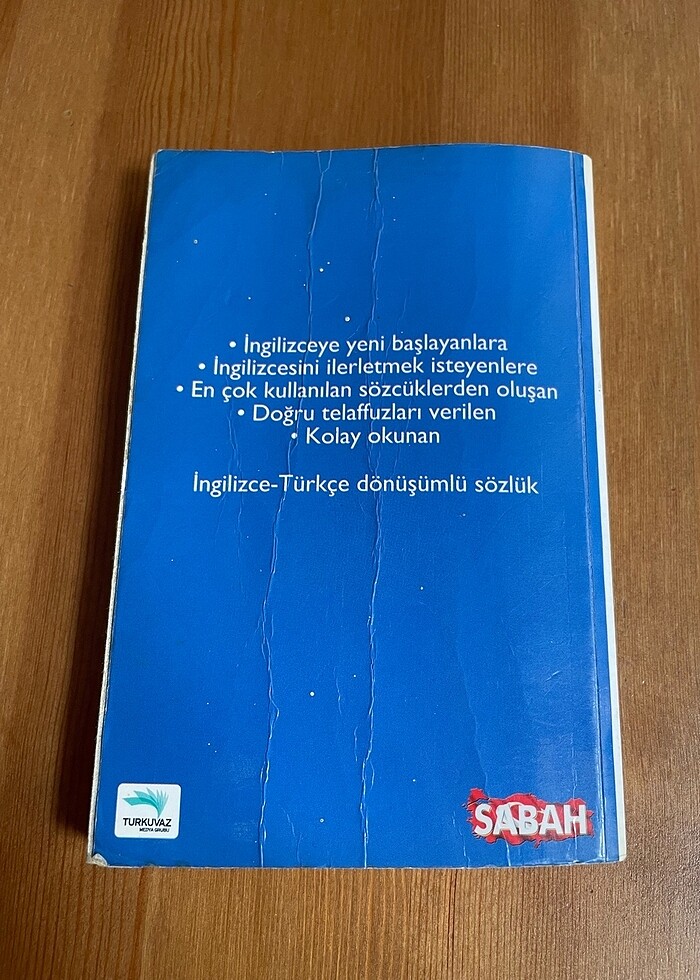 • İngilizceye yeni başlayanlara
• İngilizcesini ilerletmek isteyenlere
• En çok kullanılan sözcüklerden oluşan
• Doğru telaffuzları verilen
• Kolay okunan
İngilizce-Türkçe dönüşümlü sözlük
TURKUVAZ
MEDYA GRUBU
SABAH